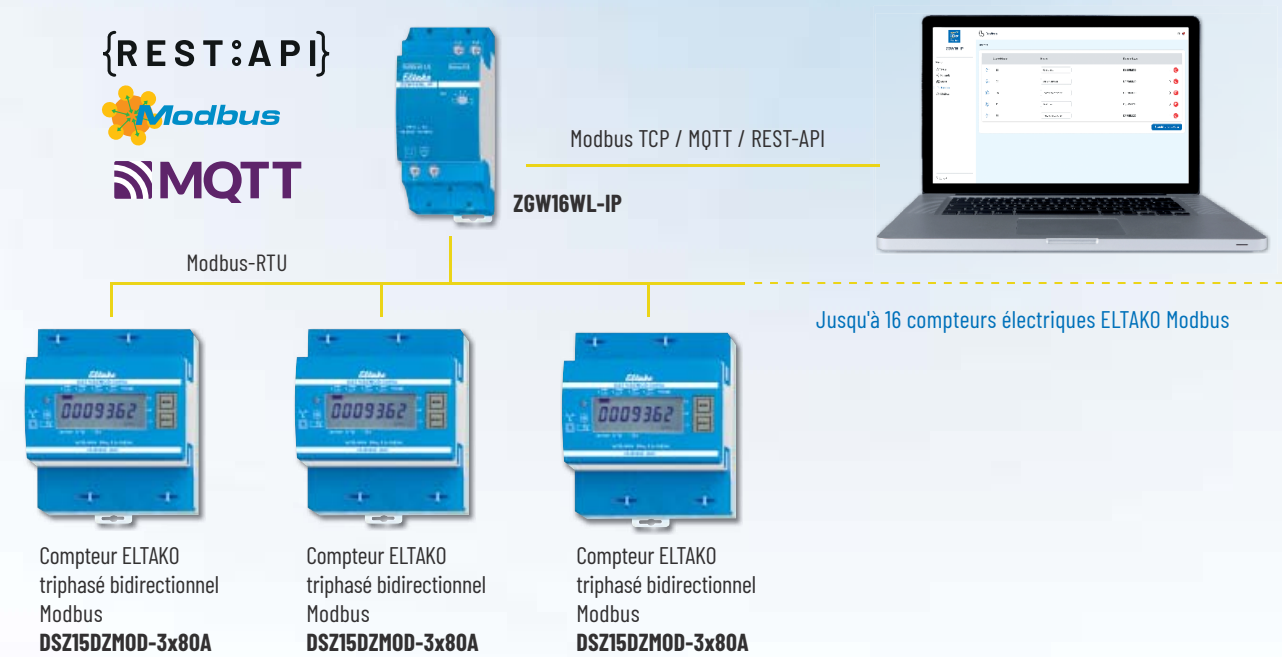 {REST:API}
Modbus
MQTT
Eltako
Modbus TCP / MQTT / REST-API
ZGW16WL-IP
Modbus-RTU
Jusqu'à 16 compteurs électriques ELTAKO Modbus
Eltako
0009362
Eltako
0009362
Eltako
0009362
Compteur ELTAKO
triphasé bidirectionnel
Modbus
DSZ15DZMOD-3x80A
Compteur ELTAKO
triphasé bidirectionnel
Modbus
DSZ15DZMOD-3x80A
Compteur ELTAKO
triphasé bidirectionnel
Modbus
DSZ15DZMOD-3x80A